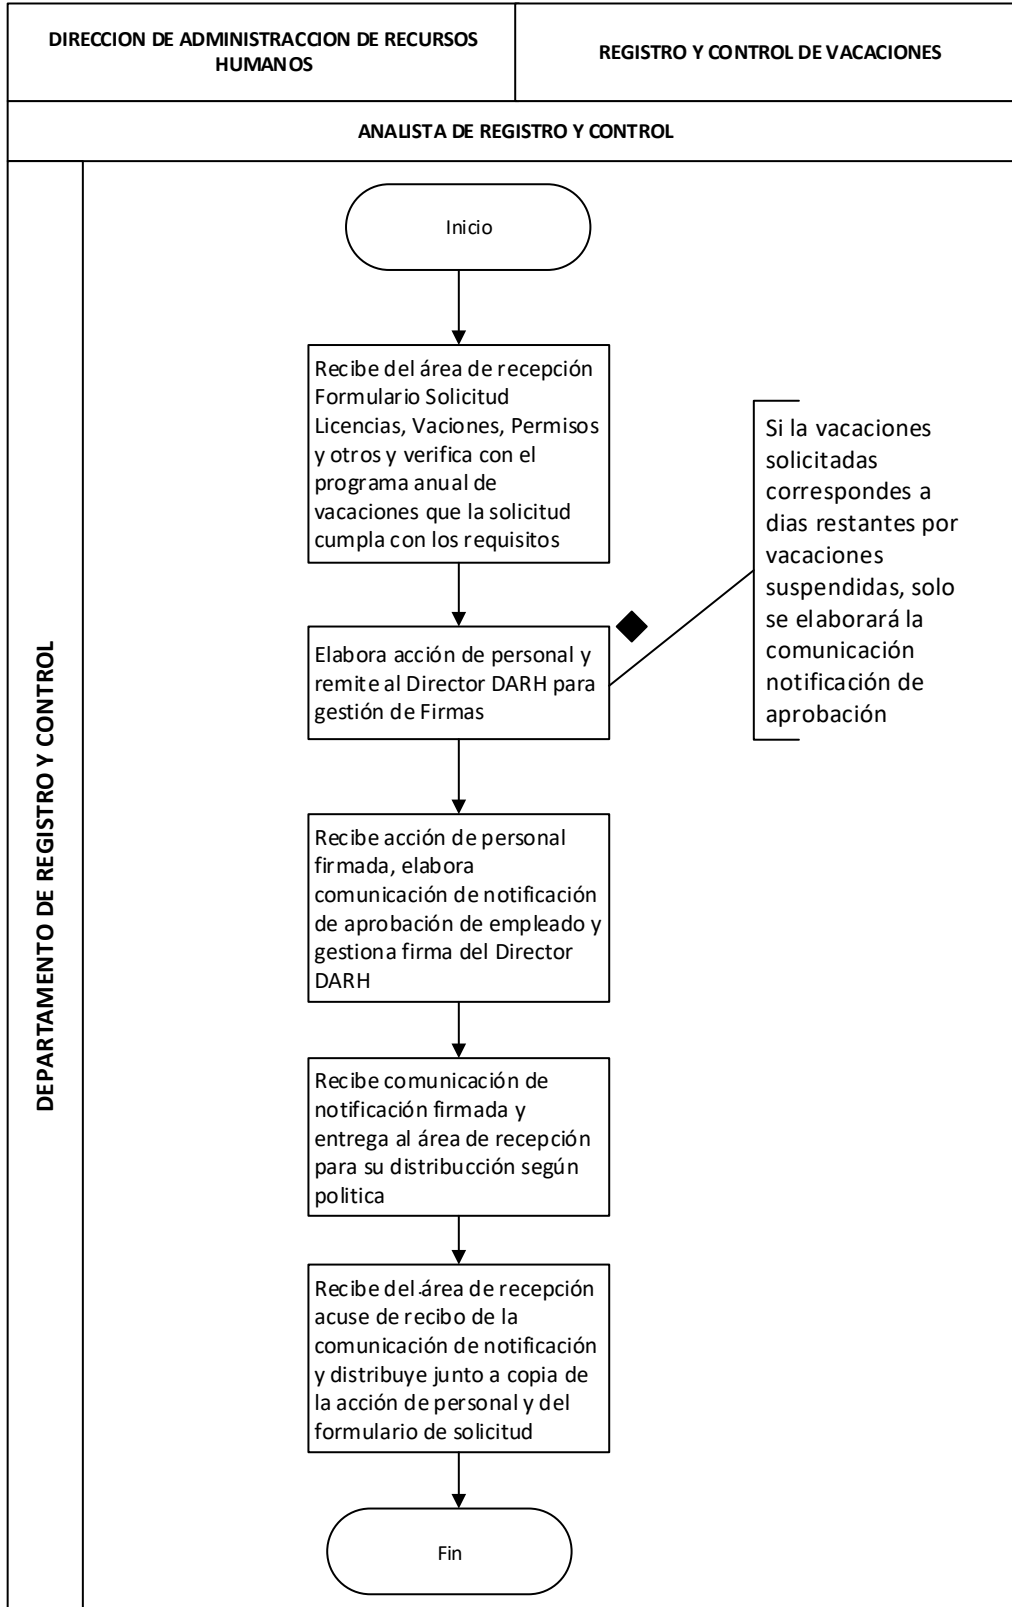 DIRECCION DE ADMINISTRACCION DE RECURSOS
HUMANOS
REGISTRO Y CONTROL DE VACACIONES
ANALISTA DE REGISTRO Y CONTROL
DEPARTAMENTO DE REGISTRO Y CONTROL
Inicio
Recibe del área de recepción
Formulario Solicitud
Licencias, Vaciones, Permisos
y otros y verifica con el
programa anual de
vacaciones que la solicitud
cumpla con los requisitos
Si la vacaciones
solicitadas
correspondes a
dias restantes por
vacaciones
suspendidas, solo
se elaborará la
comunicación
notificación de
aprobación
Elabora acción de personal y
remite al Director DARH para
gestión de Firmas
Recibe acción de personal
firmada, elabora
comunicación de notificación
de aprobación de empleado y
gestiona firma del Director
DARH
Recibe comunicación de
notificación firmada y
entrega al área de recepción
para su distribucción según
politica
Recibe del área de recepción
acuse de recibo de la
comunicación de notificación
y distribuye junto a copia de
la acción de personal y del
formulario de solicitud
Fin